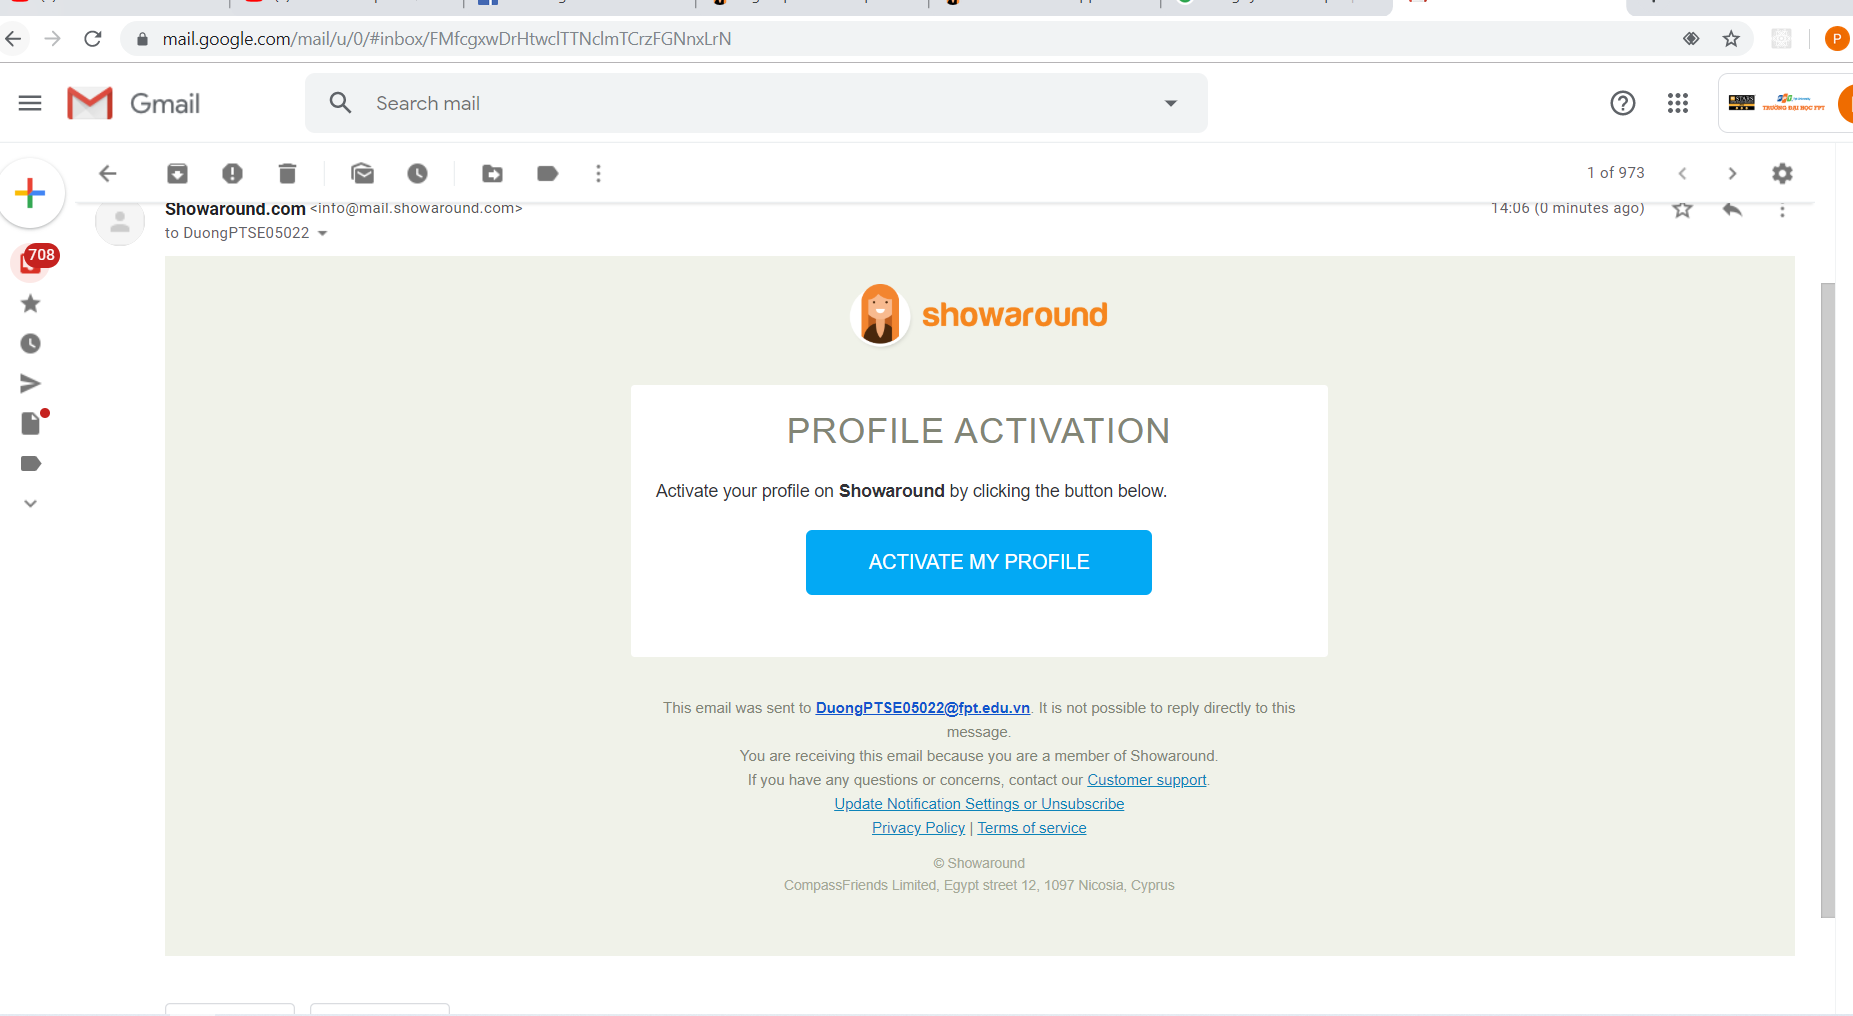 mail.google.com/mail/u/0/#inbox/FMfcgxwDrHtwclTTNclmTCrzFGNnxLrN
P
Gmail
Search mail
STARS
TRƯỜNG ĐẠI HỌC FPT
1 of 973
Showaround.com <info@mail.showaround.com>
14:06 (0 minutes ago)
to DuongPTSE05022
708
showaround
PROFILE ACTIVATION
Activate your profile on Showaround by clicking the button below.
ACTIVATE MY PROFILE
This email was sent to DuongPTSE05022@fpt.edu.vn. It is not possible to reply directly to this
message.
You are receiving this email because you are a member of Showaround.
If you have any questions or concerns, contact our Customer support.
Update Notification Settings or Unsubscribe
Privacy Policy | Terms of service
© Showaround
CompassFriends Limited, Egypt street 12, 1097 Nicosia, Cyprus